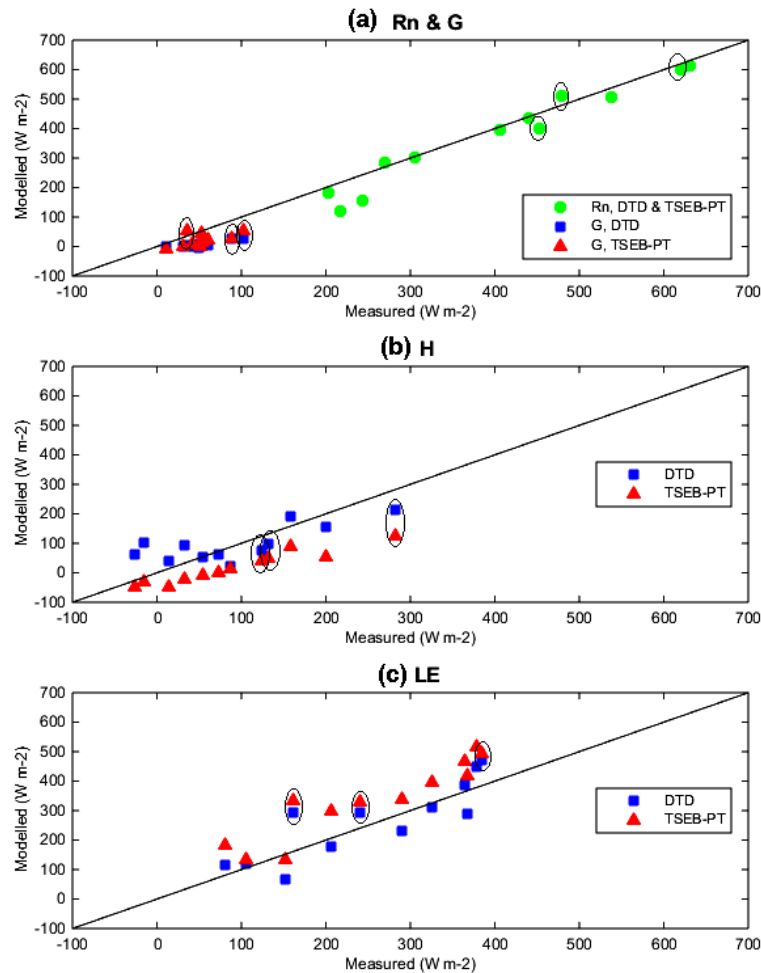 (a) Rn & G
700
600
500
400
300
200
100
0
-100
Modelled (W m-2)
Rn, DTD & TSEB-PT
G, DTD
G, TSEB-PT
-100 0 100 200 300 400 500 600 700
Measured (W m-2)
(b) H
700
600
500
400
300
200
100
0
-100
Modelled (W m-2)
DTD
TSEB-PT
-100 0 100 200 300 400 500 600 700
Measured (W m-2)
(c) LE
700
600
500
400
300
200
100
0
-100
Modelled (W m-2)
DTD
TSEB-PT
-100 0 100 200 300 400 500 600 700
Measured (W m-2)